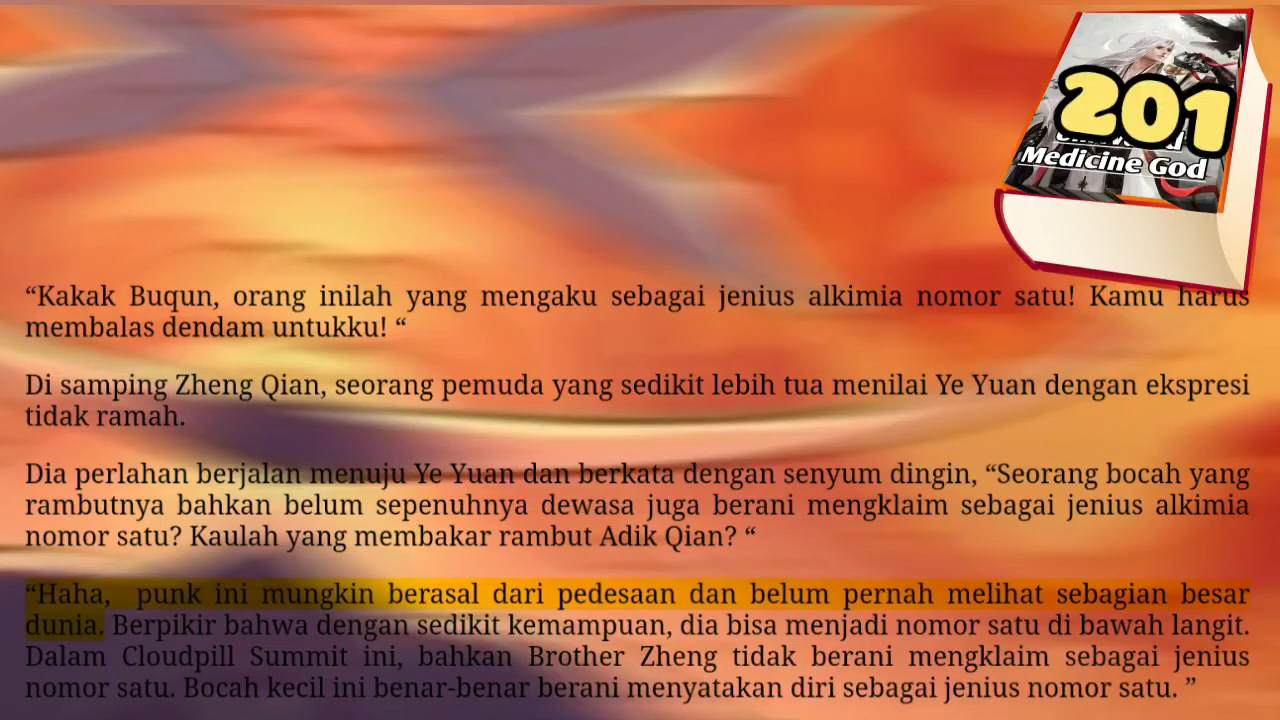 201
Medicine God
“Kakak Buqun, orang inilah yang mengaku sebagai jenius alkimia nomor satu! Kamu harus
membalas dendam untukku! “
Di samping Zheng Qian, seorang pemuda yang sedikit lebih tua menilai Ye Yuan dengan ekspresi
tidak ramah.
Dia perlahan berjalan menuju Ye Yuan dan berkata dengan senyum dingin, “Seorang bocah yang
rambutnya bahkan belum sepenuhnya dewasa juga berani mengklaim sebagai jenius alkimia
nomor satu? Kaulah yang membakar rambut Adik Qian? “
“Haha,  punk ini mungkin berasal dari pedesaan dan belum pernah melihat sebagian besar
dunia. Berpikir bahwa dengan sedikit kemampuan, dia bisa menjadi nomor satu di bawah langit.
Dalam Cloudpill Summit ini, bahkan Brother Zheng tidak berani mengklaim sebagai jenius
nomor satu. Bocah kecil ini benar-benar berani menyatakan diri sebagai jenius nomor satu. ”